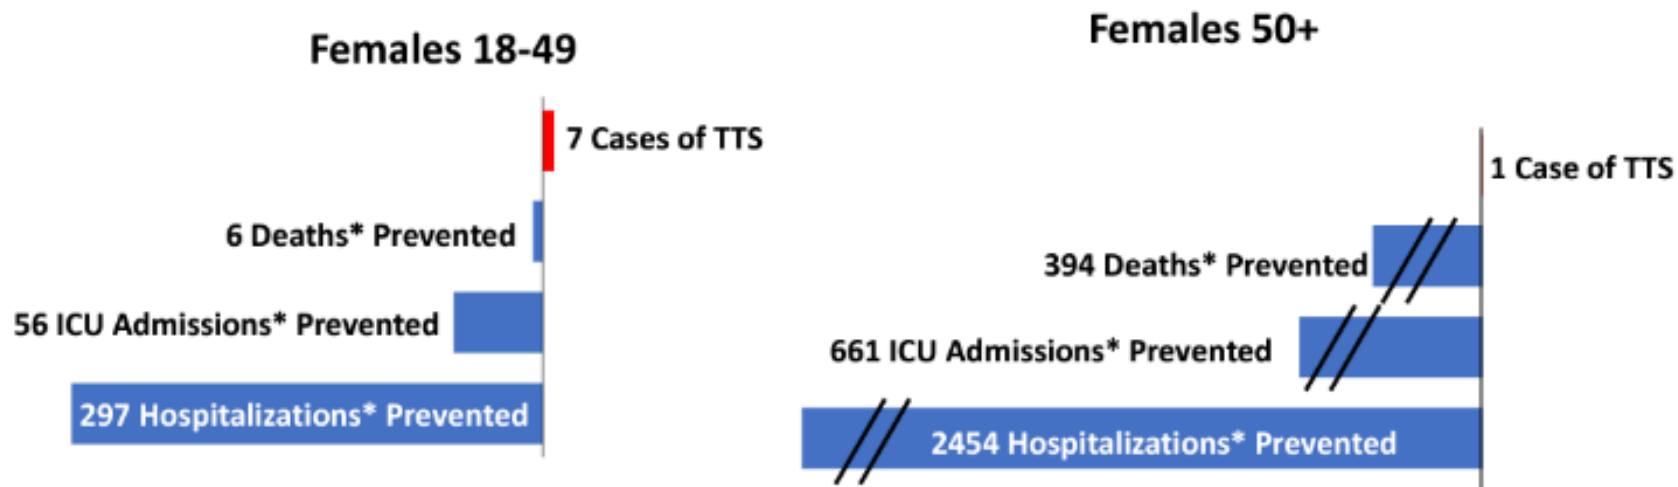 Females 18-49
7 Cases of TTS
6 Deaths* Prevented
56 ICU Admissions* Prevented
297 Hospitalizations* Prevented
Females 50+
1 Case of TTS
394 Deaths* Prevented
661 ICU Admissions* Prevented
2454 Hospitalizations* Prevented